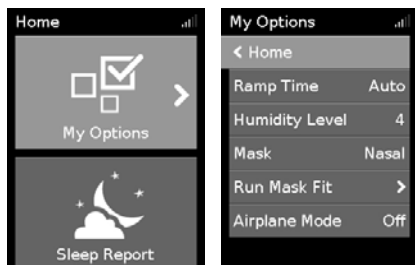 Home
My Options
Sleep Report
My Options
< Home
Ramp Time Auto
Humidity Level 4
Mask Nasal
Run Mask Fit >
Airplane Mode Off